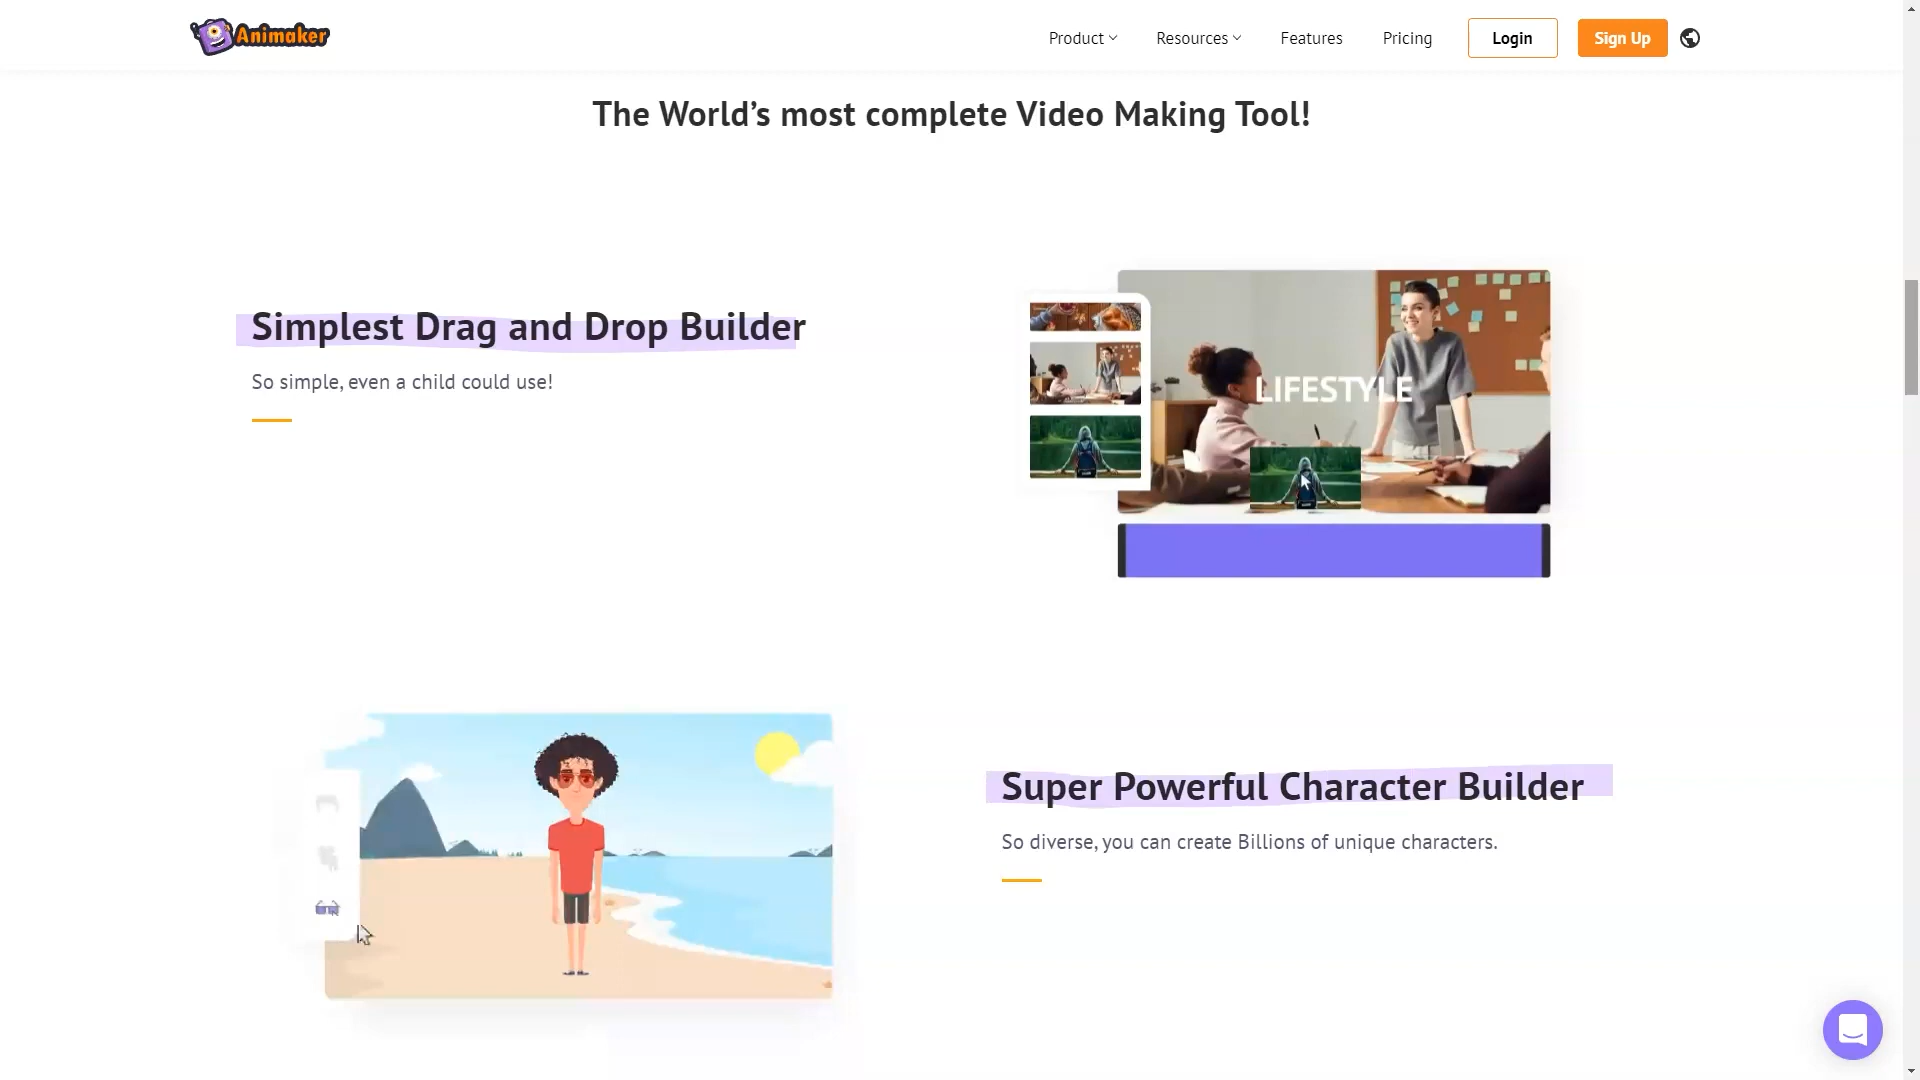 Animaker
Product
Resources
Features
Pricing
Login
Sign Up
The World’s most complete Video Making Tool!
Simplest Drag and Drop Builder
So simple, even a child could use!
LIFESTYLE
Super Powerful Character Builder
So diverse, you can create Billions of unique characters.